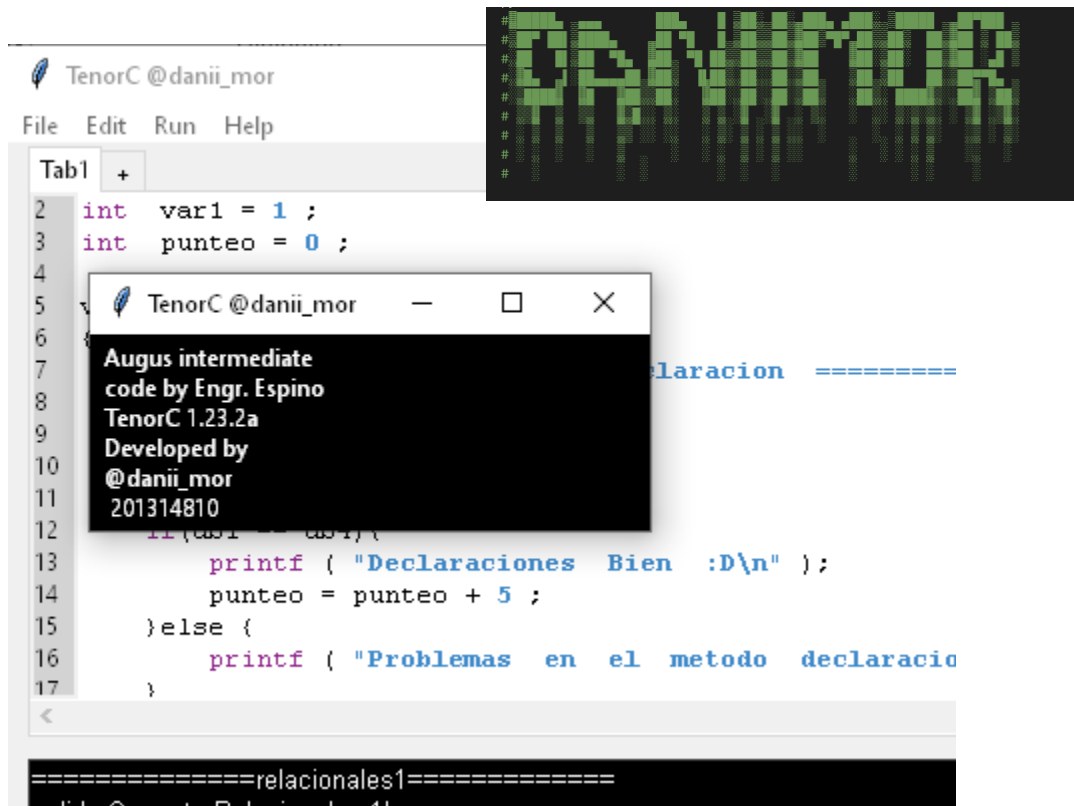 DANIMOR
TenorC @danii_mor
File Edit Run Help
Tab1 +
2 int var1 = 1 ;
3 int punteo = 0 ;
4
5
6 {
7 claracion =========
8
9
10
11
12
13 printf ( "Declaraciones Bien :D\n" );
14 punteo = punteo + 5 ;
15 }else {
16 printf ( "Problemas en el metodo declaracio
17 }
TenorC @danii_mor
Augus intermediate
code by Engr. Espino
TenorC 1.23.2a
Developed by
@danii_mor
201314810
==============relacionales1=============